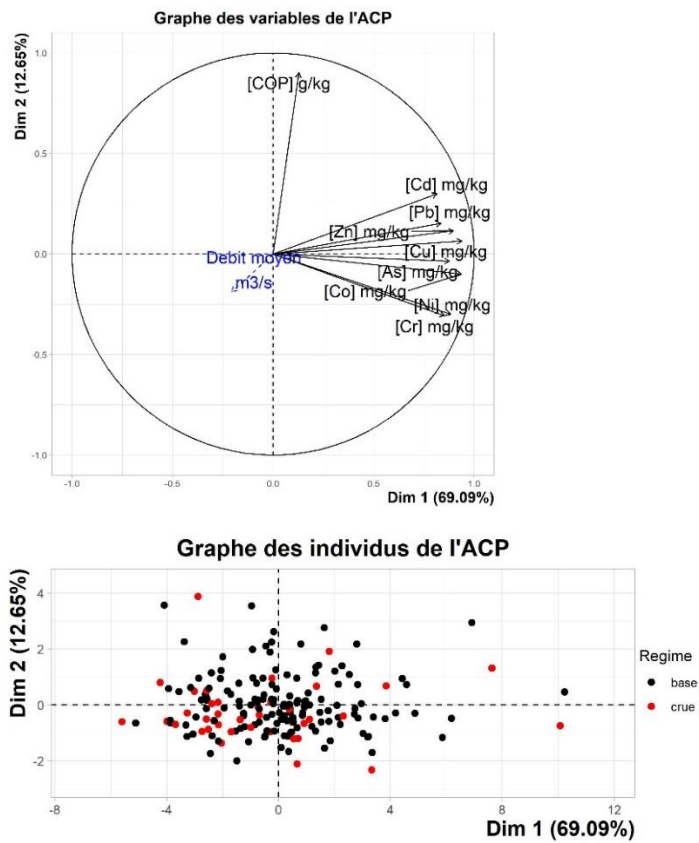 Graphe des variables de l'ACP
Dim 2 (12.65%)
1.0
0.5
0.0
-0.5
-1.0
[COP] g/kg
[Cd] mg/kg
[Pb] mg/kg
[Zn] mg/kg
[Cu] mg/kg
Debit moyen
[As] mg/kg
m3/s
[Co] mg/kg
[Ni] mg/kg
[Cr] mg/kg
-1.0 -0.5 0.0 0.5 1.0
Dim 1 (69.09%)
Graphe des individus de l'ACP
Dim 2 (12.65%)
4
2
0
-2
Regime
base
crue
-8 -4 0 4 8 12
Dim 1 (69.09%)